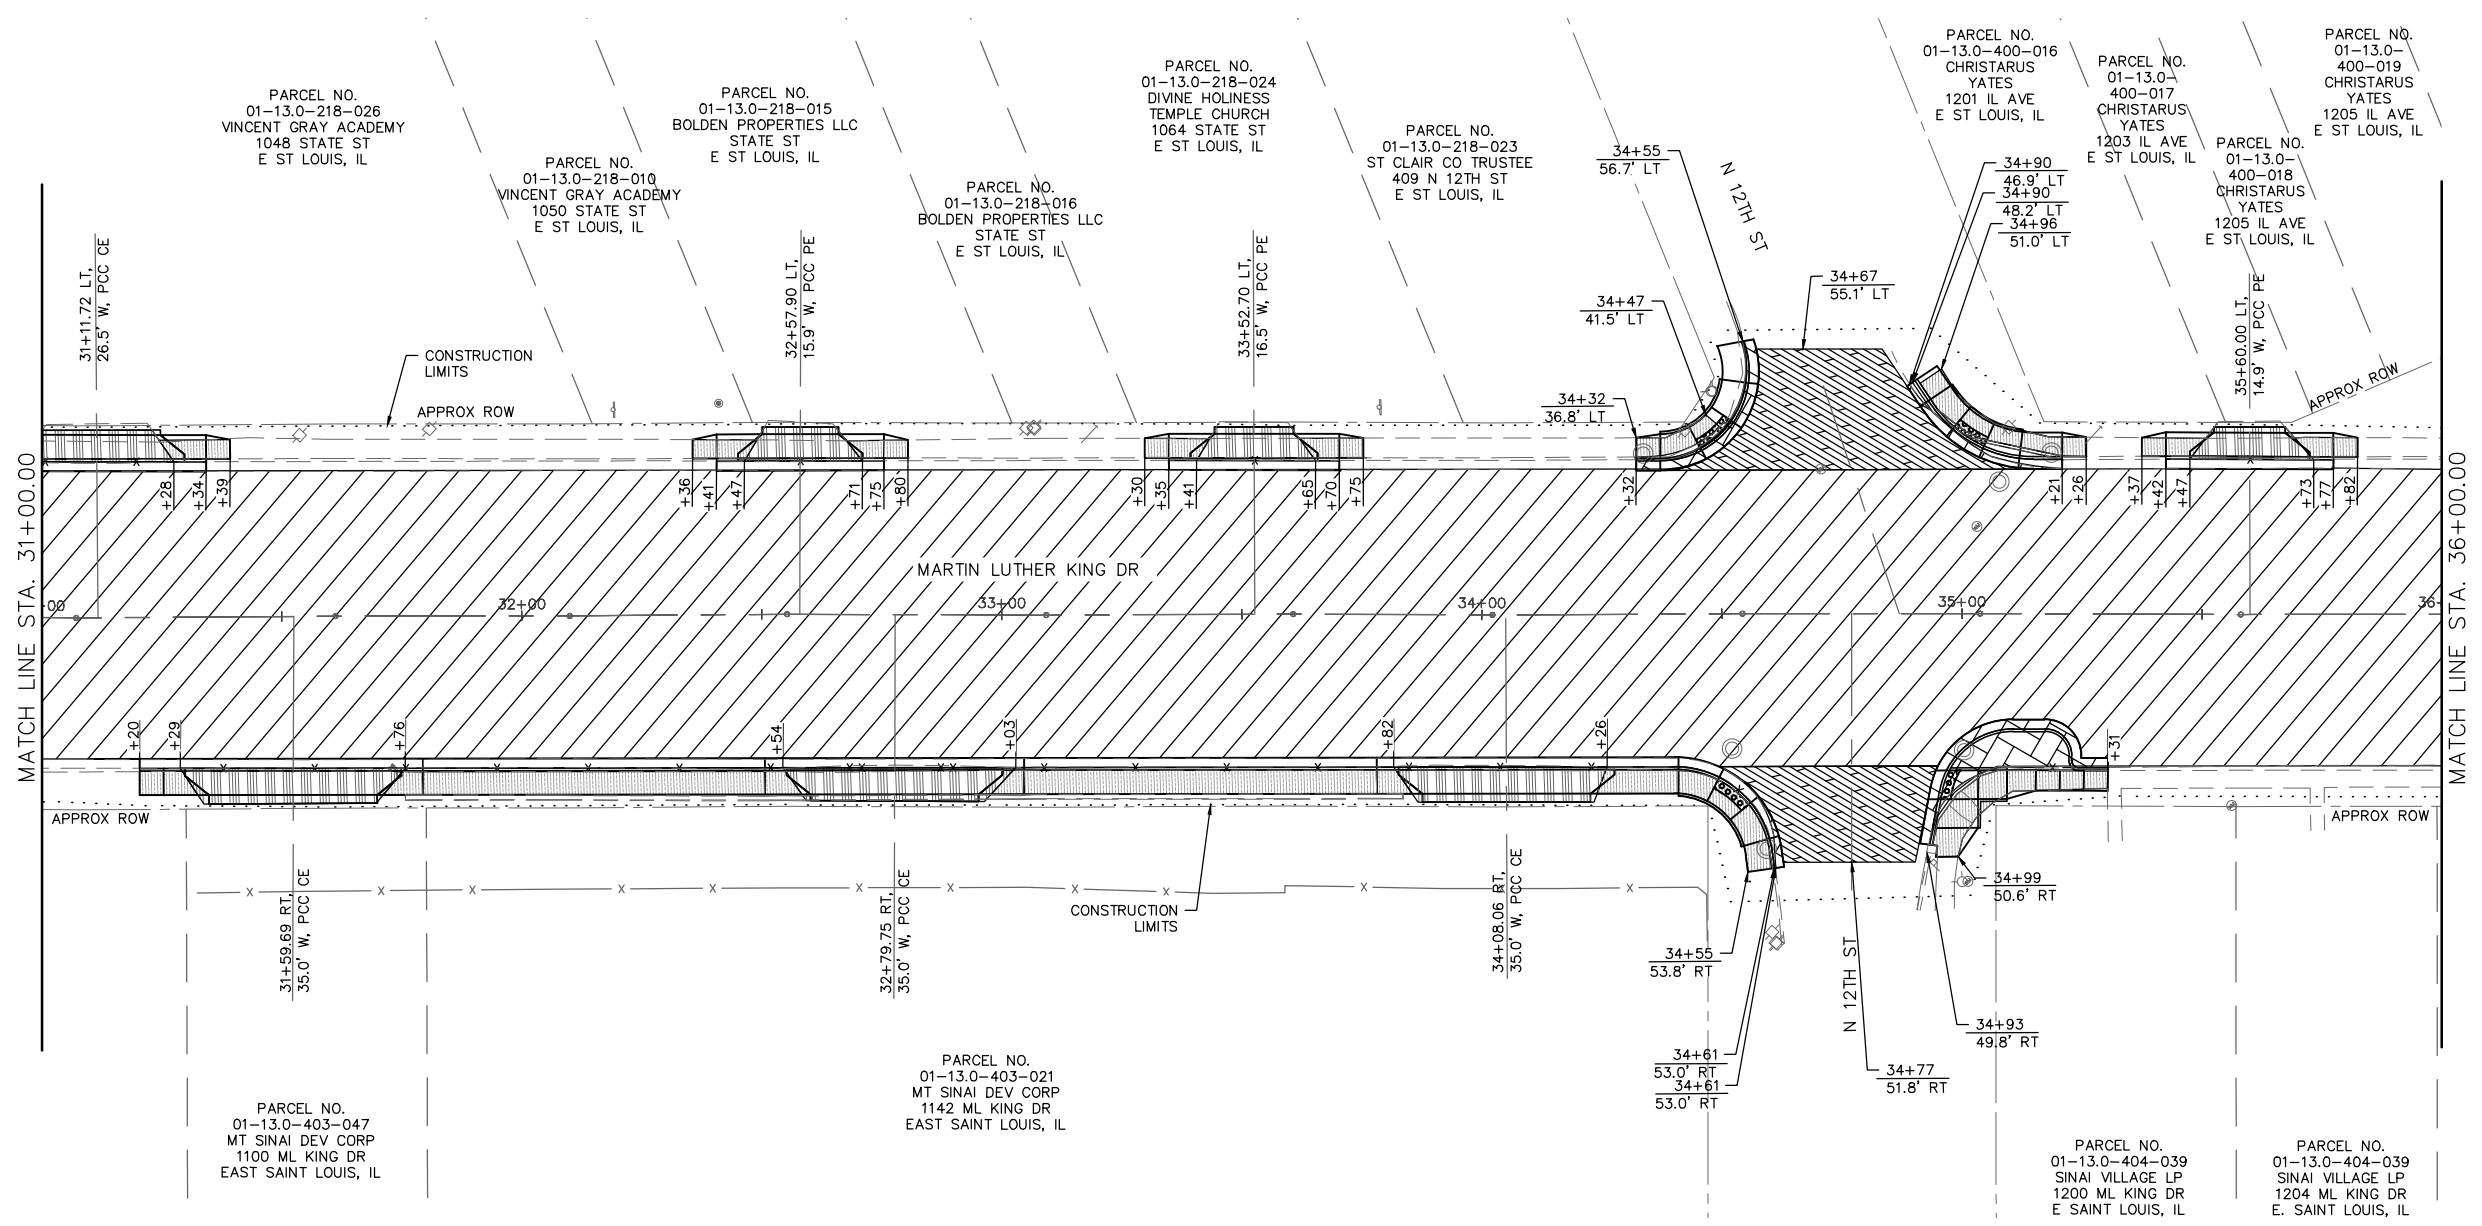 PARCEL NO.
01-13.0-218-026
VINCENT GRAY ACADEMY
1048 STATE ST
E ST LOUIS, IL
PARCEL NO.
01-13.0-218-010
VINCENT GRAY ACADEMY
1050 STATE ST
E ST LOUIS, IL
PARCEL NO.
01-13.0-218-015
BOLDEN PROPERTIES LLC
STATE ST
E ST LOUIS, IL
PARCEL NO.
01-13.0-218-016
BOLDEN PROPERTIES LLC
STATE ST
E ST LOUIS, IL
PARCEL NO.
01-13.0-218-024
DIVINE HOLINESS
TEMPLE CHURCH
1064 STATE ST
E ST LOUIS, IL
PARCEL NO.
01-13.0-218-023
ST CLAIR CO TRUSTEE
409 N 12TH ST
E ST LOUIS, IL
PARCEL NO.
01-13.0-400-016
CHRISTARUS
YATES
1201 IL AVE
E ST LOUIS, IL
PARCEL NO.
01-13.0-
400-017
CHRISTARUS
YATES
1203 IL AVE
E ST LOUIS, IL
PARCEL NO.
01-13.0-
400-018
CHRISTARUS
YATES
1205 IL AVE
E ST LOUIS, IL
PARCEL NO.
01-13.0-
400-019
CHRISTARUS
YATES
1205 IL AVE
E ST LOUIS, IL
34+55
56.7' LT
N 12TH ST
34+90
46.9' LT
34+90
48.2' LT
34+96
51.0' LT
34+67
55.1' LT
34+47
41.5' LT
34+32
36.8' LT
31+11.72 LT,
26.5' W, PCC CE
32+57.90 LT,
15.9' W, PCC PE
33+52.70 LT,
16.5' W, PCC PE
35+60.00 LT,
14.9' W, PCC PE
CONSTRUCTION
LIMITS
APPROX ROW
APPROX ROW
+28
+34
+39
+36
+41
+47
+71
+75
+80
+30
+35
+41
+65
+70
+75
+32
+21
+26
+37
+42
+47
+73
+77
+82
MATCH LINE STA. 31+00.00
MATCH LINE STA. 36+00.00
MARTIN LUTHER KING DR
+00
32+00
33+00
34+00
35+00
36+
+20
+29
+76
+54
+03
+82
+26
+31
APPROX ROW
APPROX ROW
31+59.69 RT,
35.0' W, PCC CE
32+79.75 RT,
35.0' W, PCC CE
34+08.06 RT,
35.0' W, PCC CE
CONSTRUCTION
LIMITS
34+99
50.6' RT
34+55
53.8' RT
N 12TH ST
34+93
49.8' RT
34+61
53.0' RT
34+61
53.0' RT
34+77
51.8' RT
PARCEL NO.
01-13.0-403-047
MT SINAI DEV CORP
1100 ML KING DR
EAST SAINT LOUIS, IL
PARCEL NO.
01-13.0-403-021
MT SINAI DEV CORP
1142 ML KING DR
EAST SAINT LOUIS, IL
PARCEL NO.
01-13.0-404-039
SINAI VILLAGE LP
1200 ML KING DR
E SAINT LOUIS, IL
PARCEL NO.
01-13.0-404-039
SINAI VILLAGE LP
1204 ML KING DR
E. SAINT LOUIS, IL